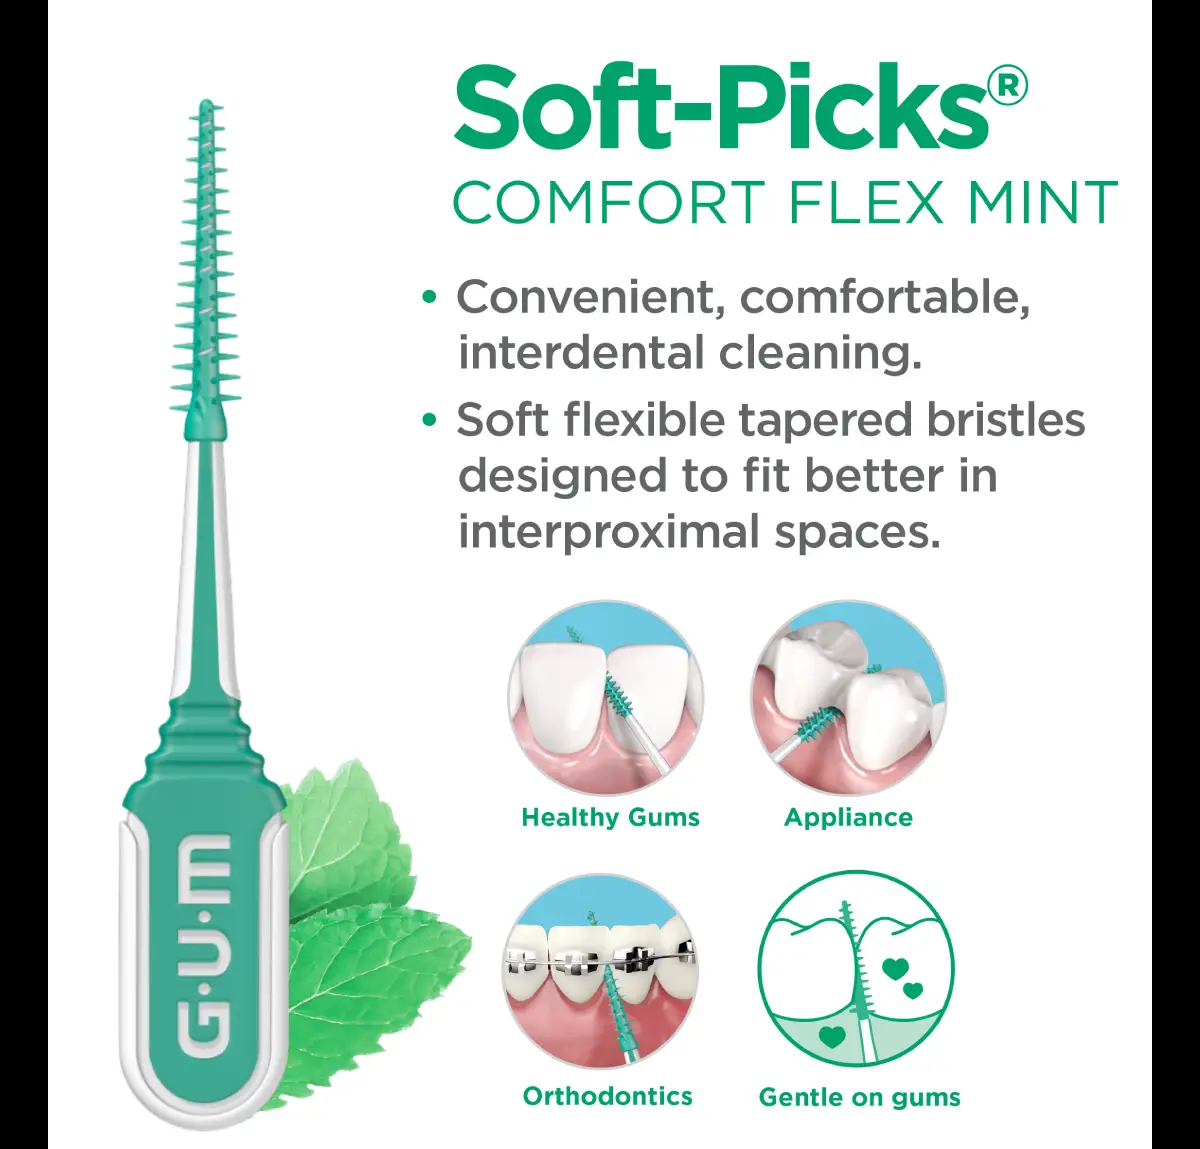 Soft-Picks®
COMFORT FLEX MINT
• Convenient, comfortable,
interdental cleaning.
• Soft flexible tapered bristles
designed to fit better in
interproximal spaces.
Healthy Gums
Appliance
Orthodontics
Gentle on gums
G·U·M